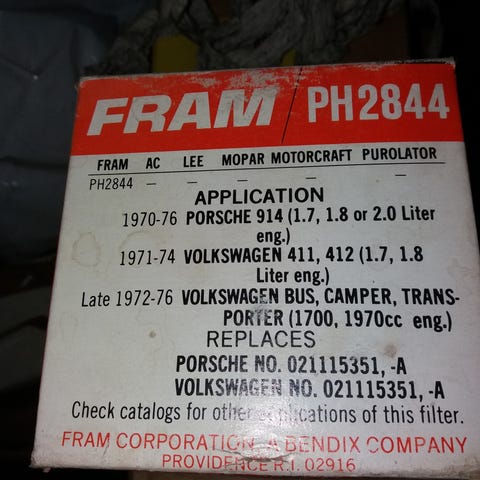 FRAM PH2844
FRAM AC LEE MOPAR MOTORCRAFT PUROLATOR
PH2844 — — — — —
APPLICATION
1970-76 PORSCHE 914 (1.7, 1.8 or 2.0 Liter
eng.)
1971-74 VOLKSWAGEN 411, 412 (1.7, 1.8
Liter eng.)
Late 1972-76 VOLKSWAGEN BUS, CAMPER, TRANS-
PORTER (1700, 1970cc eng.)
REPLACES
PORSCHE NO. 021115351, -A
VOLKSWAGEN NO. 021115351, -A
Check catalogs for other applications of this filter.
FRAM CORPORATION, A BENDIX COMPANY
PROVIDENCE R.I. 02916